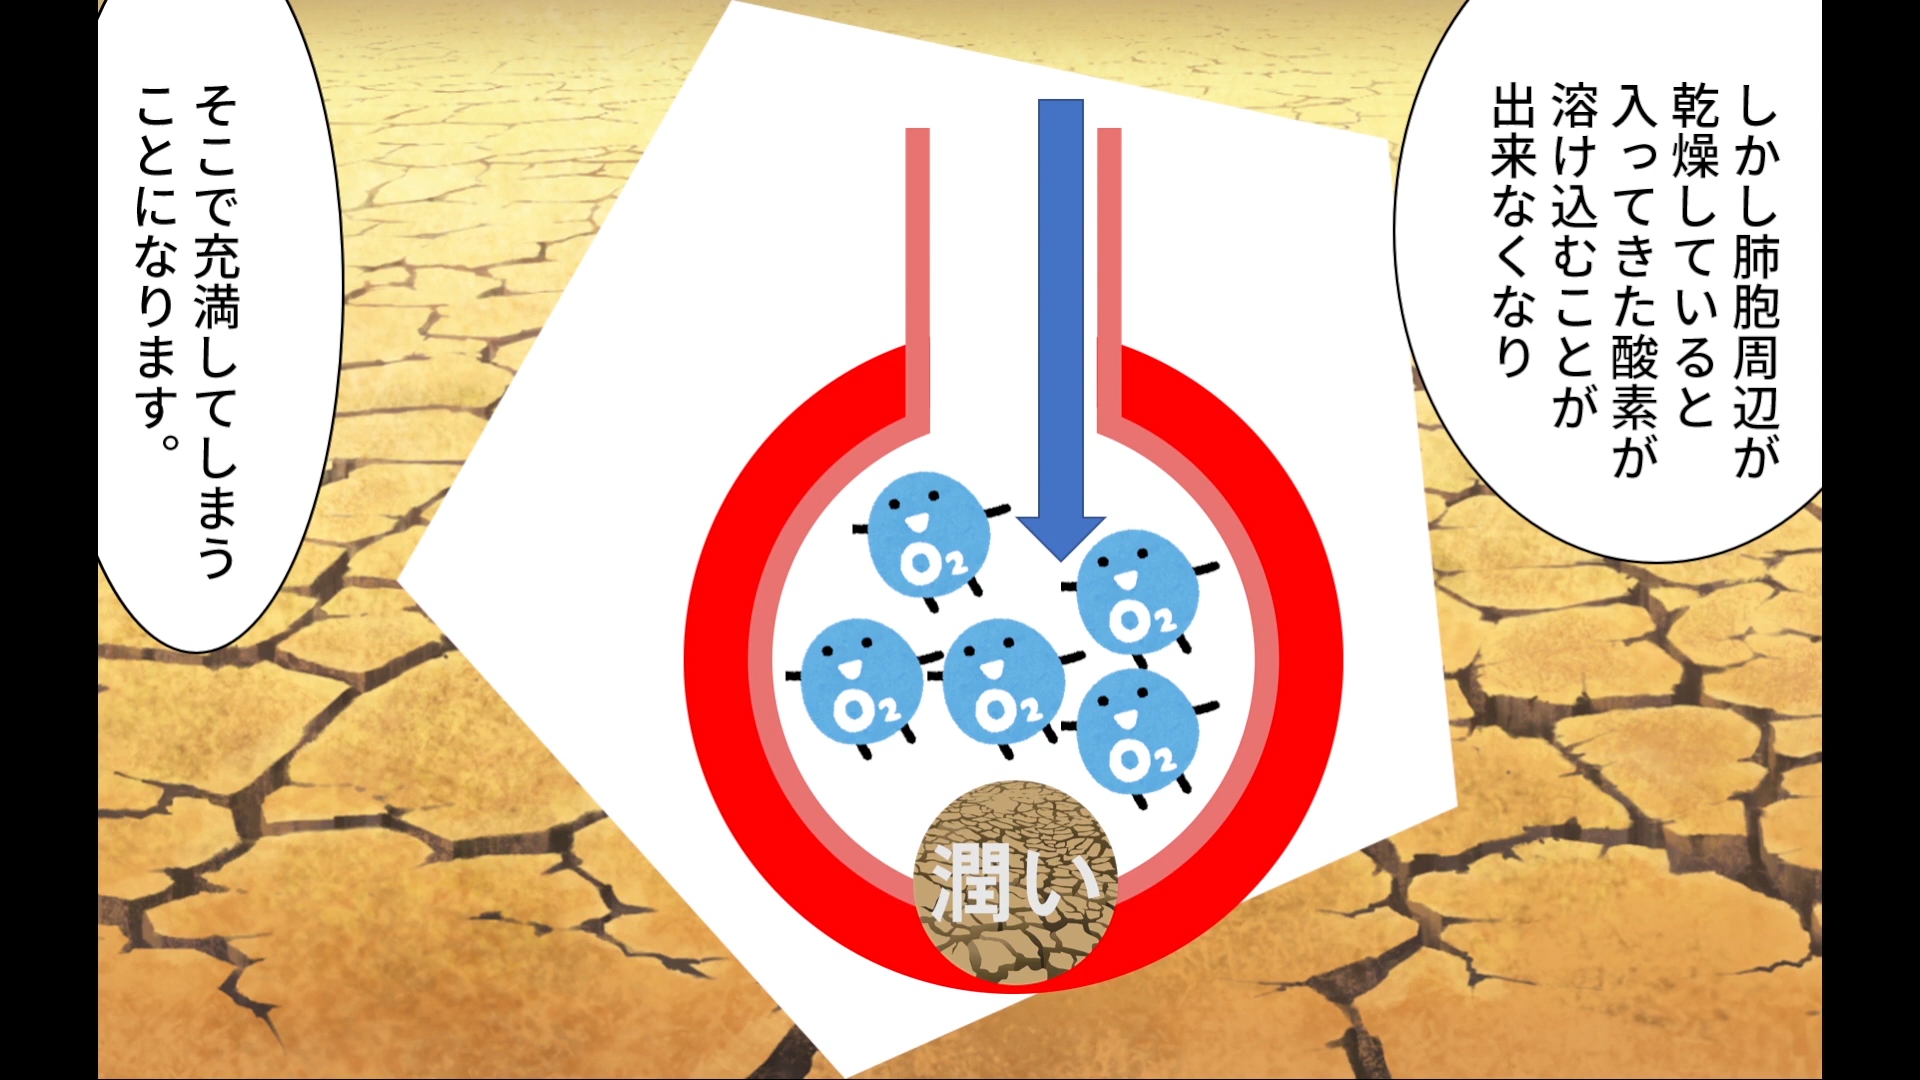 しかし肺胞周辺が
乾燥していると
入ってきた酸素が
溶け込むことが
出来なくなり
O2
O2
O2
O2
O2
潤い
そこで充満してしまう
ことになります。